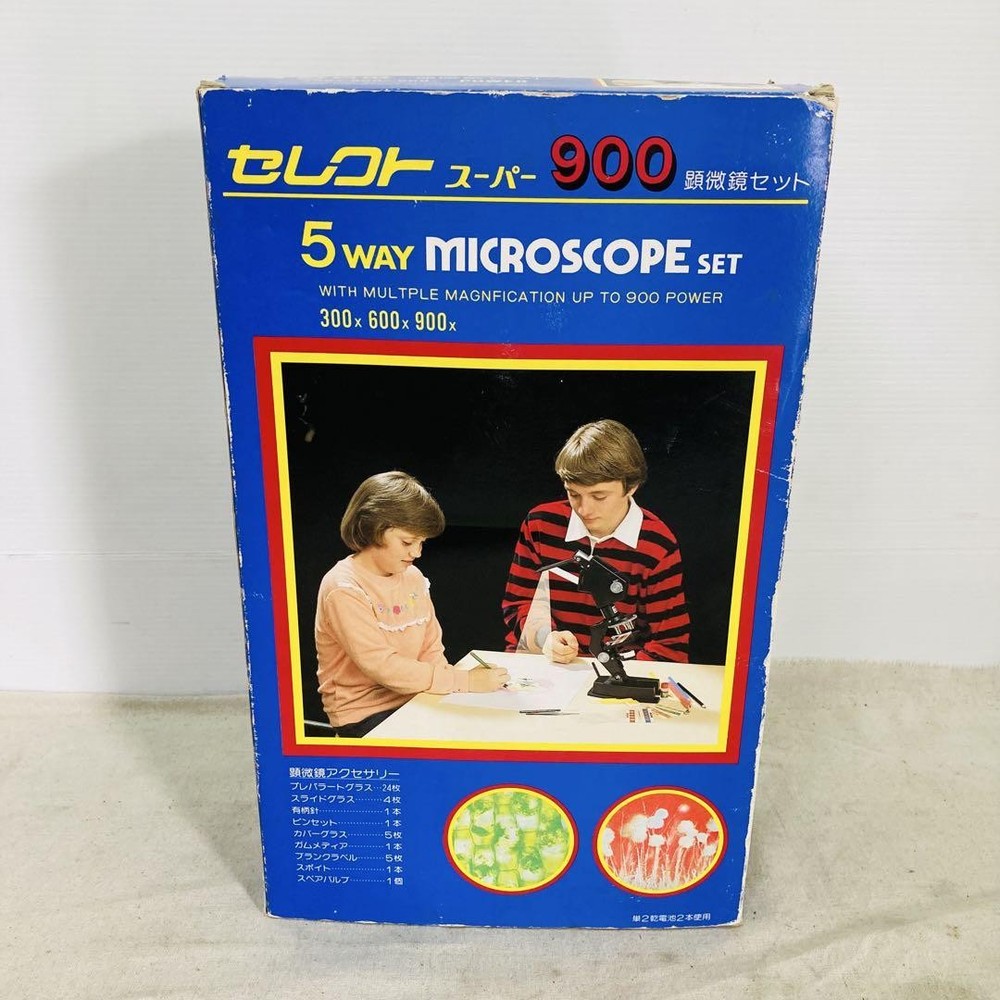 セレクト スーパー 900 顕微鏡セット
5 WAY MICROSCOPE SET
WITH MULTPLE MAGNFICATION UP TO 900 POWER
300x 600x 900x
顕微鏡アクセサリー
プレパラートグラス…24枚
スライドグラス………4枚
有柄針…………………1本
ピンセット……………1本
カバーグラス…………5枚
ガムメディア…………1本
ブランクラベル………5枚
スポイト………………1本
スペアバルブ…………1個
単2乾電池2本使用